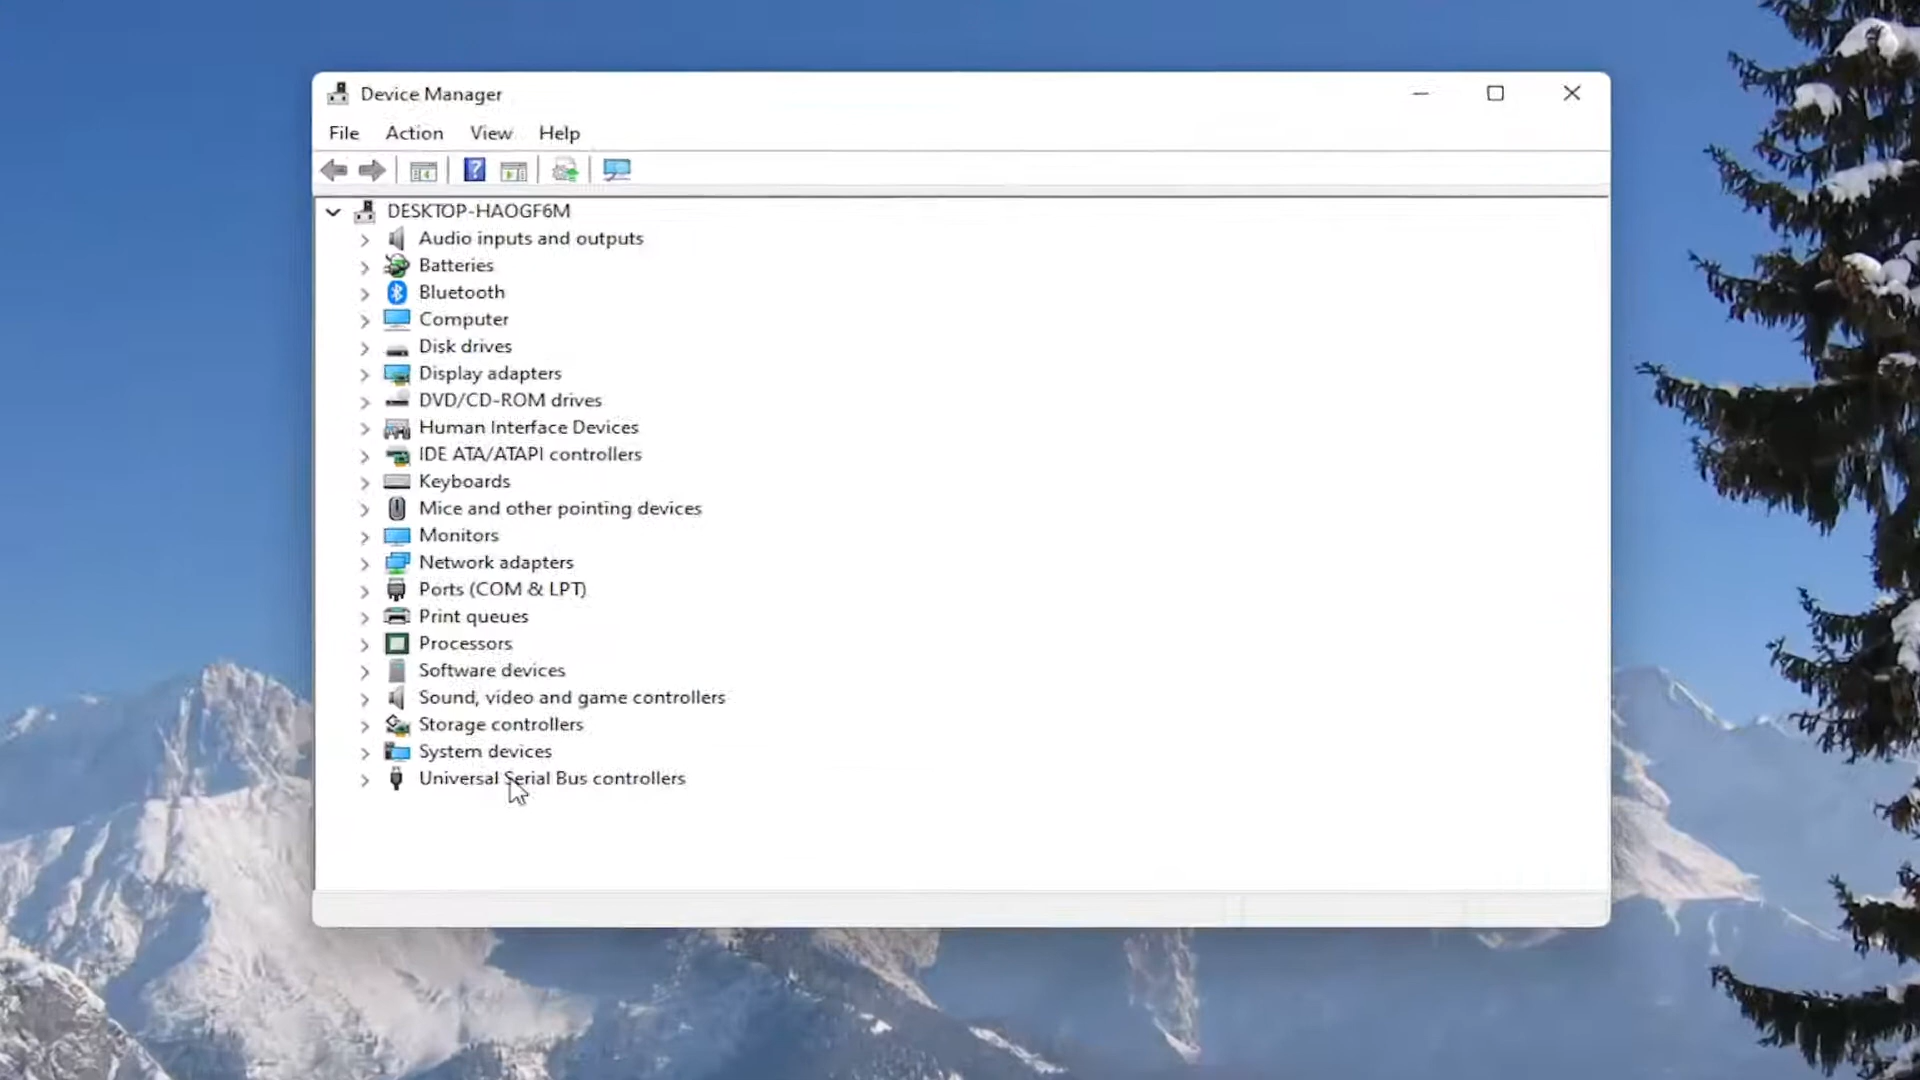 Device Manager
File Action View Help
DESKTOP-HAOGF6M
Audio inputs and outputs
Batteries
Bluetooth
Computer
Disk drives
Display adapters
DVD/CD-ROM drives
Human Interface Devices
IDE ATA/ATAPI controllers
Keyboards
Mice and other pointing devices
Monitors
Network adapters
Ports (COM & LPT)
Print queues
Processors
Software devices
Sound, video and game controllers
Storage controllers
System devices
Universal Serial Bus controllers